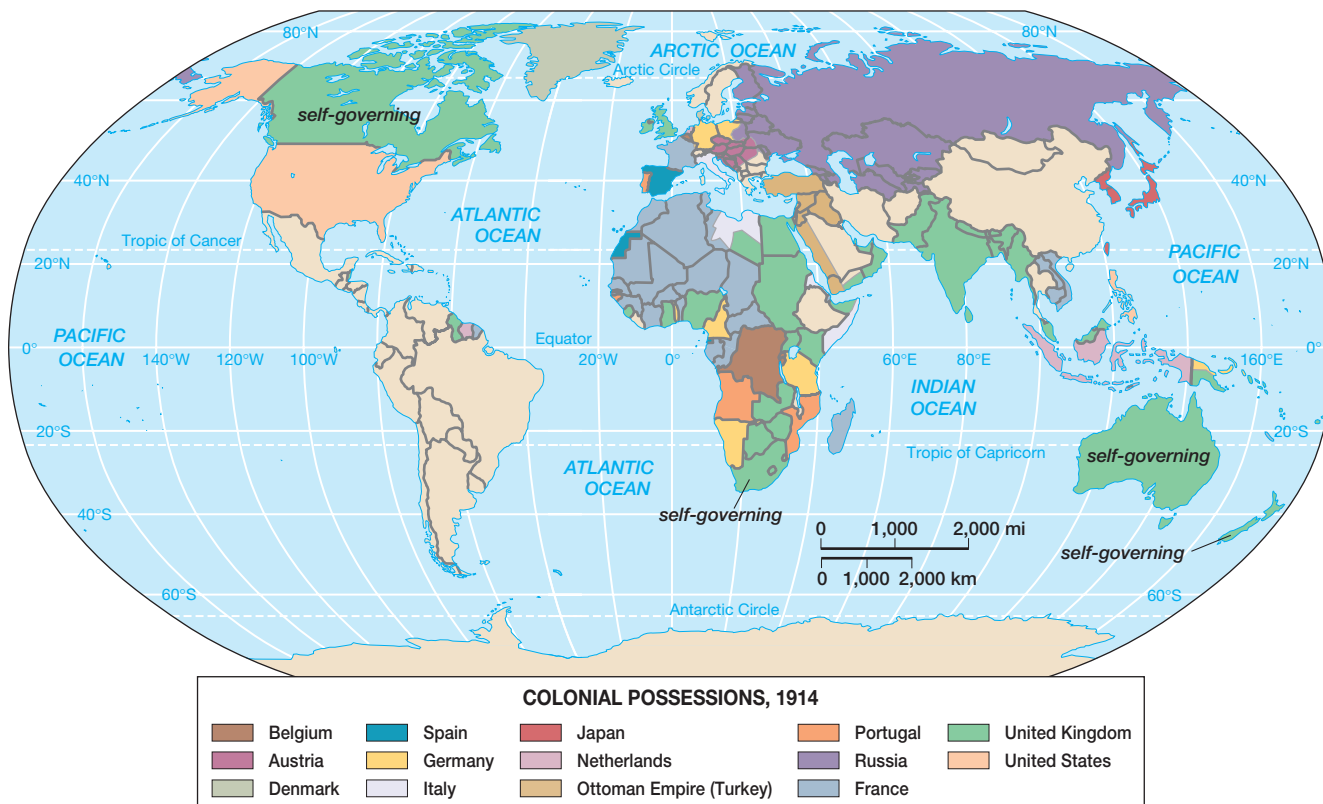 80°N
80°N
ARCTIC OCEAN
Arctic Circle
self-governing
40°N
40°N
ATLANTIC
OCEAN
Tropic of Cancer
PACIFIC
OCEAN
20°N
20°N
PACIFIC
OCEAN
Equator
0°
140°W
120°W
100°W
20°W
0°
60°E
80°E
160°E
0°
INDIAN
OCEAN
20°S
20°S
Tropic of Capricorn
self-governing
ATLANTIC
OCEAN
self-governing
40°S
40°S
0 1,000 2,000 mi
0 1,000 2,000 km
self-governing
60°S
60°S
Antarctic Circle
COLONIAL POSSESSIONS, 1914
Belgium
Austria
Denmark
Spain
Germany
Italy
Japan
Netherlands
Ottoman Empire (Turkey)
Portugal
Russia
France
United Kingdom
United States